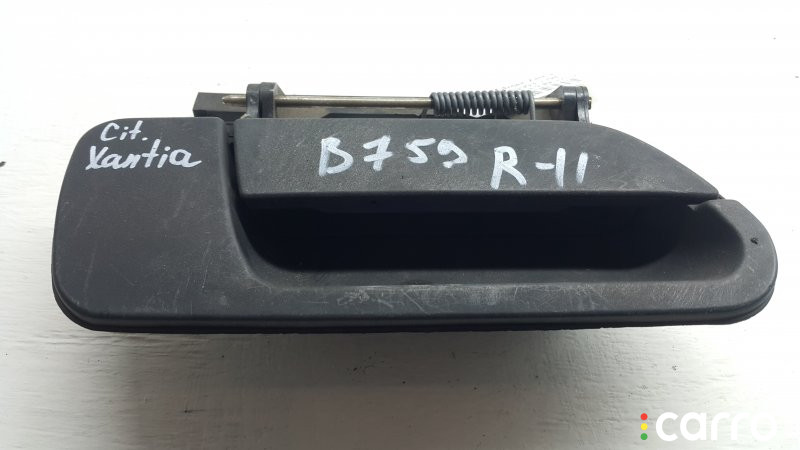 Cit.
Xantia
B759
R-11
carro